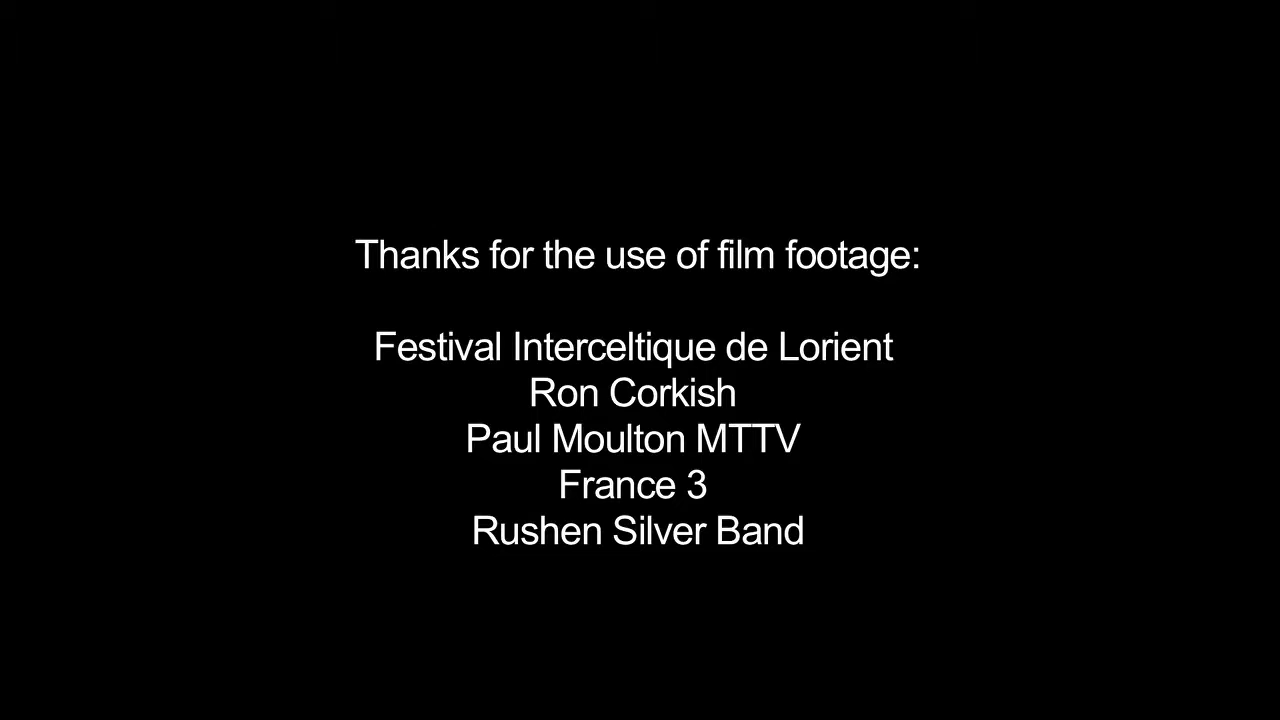 Thanks for the use of film footage:
Festival Interceltique de Lorient
Ron Corkish
Paul Moulton MTTV
France 3
Rushen Silver Band